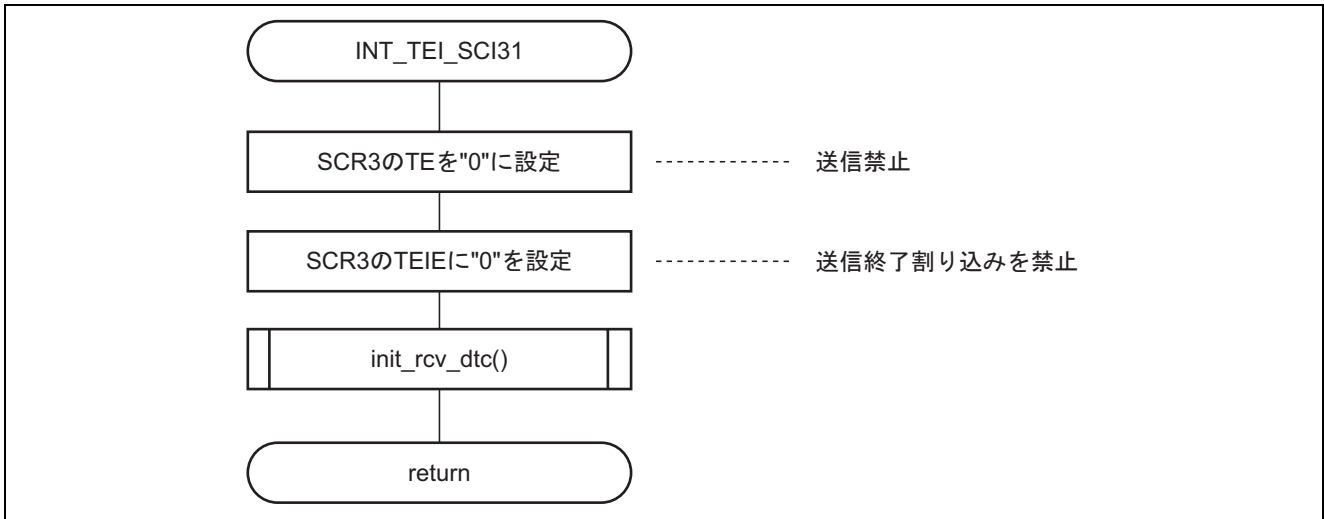 INT_TEI_SCI31
SCR3のTEを"0"に設定 ------------- 送信禁止
SCR3のTEIEに"0"を設定 ------------- 送信終了割り込みを禁止
init_rcv_dtc()
return